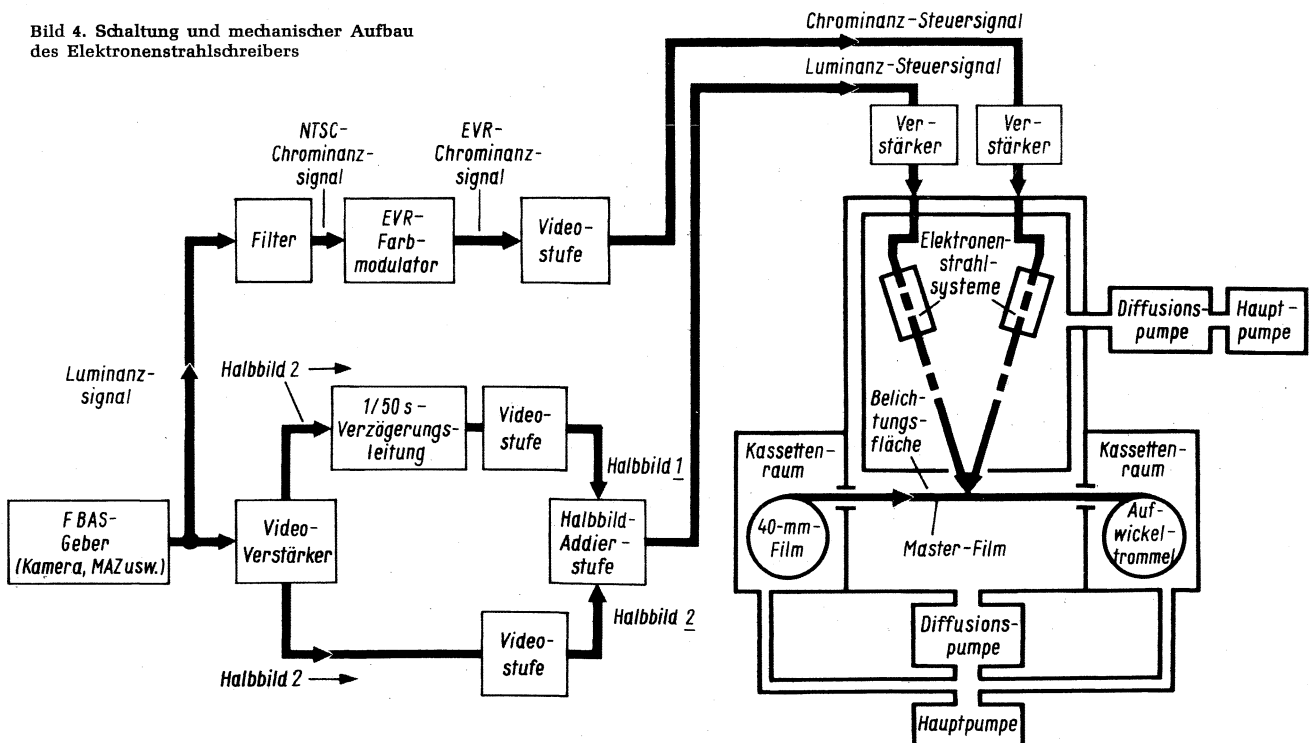 Bild 4. Schaltung und mechanischer Aufbau
des Elektronenstrahlschreibers
Chrominanz-Steuersignal
Luminanz-Steuersignal
Ver-
stärker
Ver-
stärker
NTSC-
Chrominanz-
signal
EVR-
Chrominanz-
signal
Filter
EVR-
Farb-
modulator
Video-
stufe
Elektronen-
strahl-
systeme
Diffusions-
pumpe
Haupt-
pumpe
Luminanz-
signal
Halbbild 2
1/50 s-
Verzögerungs-
leitung
Video-
stufe
Halbbild 1
Belich-
tungs-
fläche
Kassetten-
raum
Kassetten-
raum
F BAS-
Geber
(Kamera, MAZ usw.)
Video-
Verstärker
Halbbild-
Addier-
stufe
40-mm-
Film
Master-Film
Auf-
wickel-
trommel
Halbbild 2
Video-
stufe
Halbbild 2
Diffusions-
pumpe
Hauptpumpe